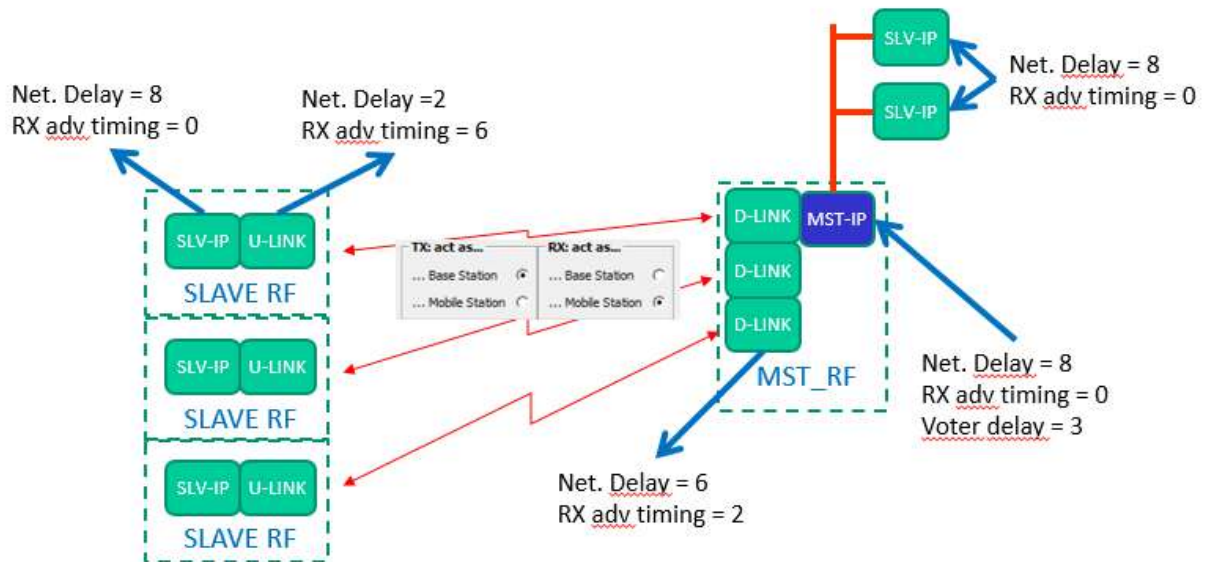 SLV-IP
SLV-IP
Net. Delay = 8
RX adv timing = 0
Net. Delay = 8
RX adv timing = 0
Net. Delay =2
RX adv timing = 6
SLV-IP U-LINK
SLAVE RF
SLV-IP U-LINK
SLAVE RF
SLV-IP U-LINK
SLAVE RF
TX: act as... RX: act as...
... Base Station ... Base Station
... Mobile Station ... Mobile Station
D-LINK MST-IP
D-LINK
D-LINK
MST_RF
Net. Delay = 8
RX adv timing = 0
Voter delay = 3
Net. Delay = 6
RX adv timing = 2